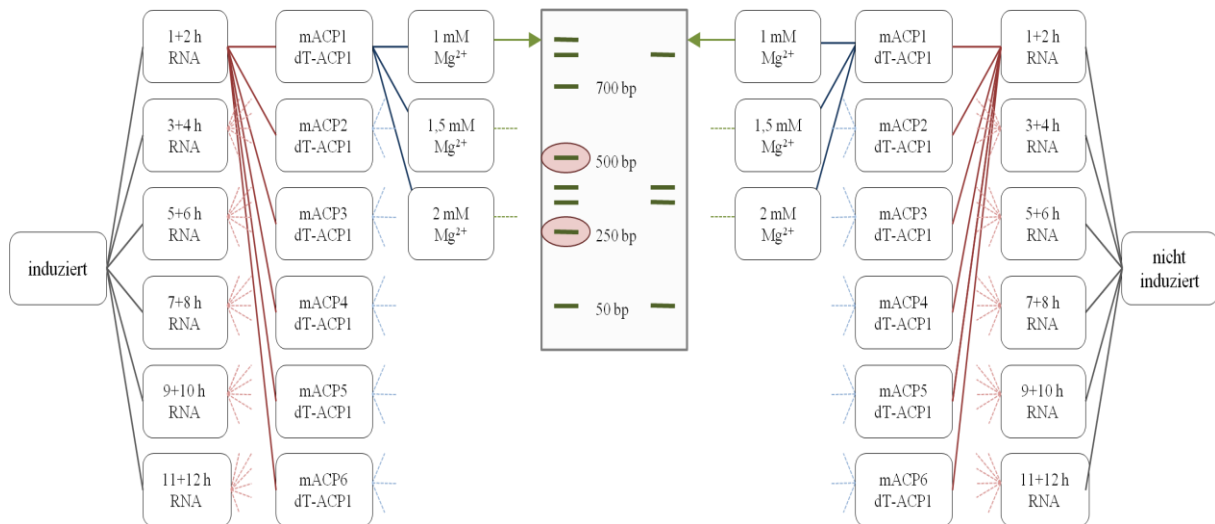 induziert
1+2 h
RNA
3+4 h
RNA
5+6 h
RNA
7+8 h
RNA
9+10 h
RNA
11+12 h
RNA
mACP1
dT-ACP1
mACP2
dT-ACP1
mACP3
dT-ACP1
mACP4
dT-ACP1
mACP5
dT-ACP1
mACP6
dT-ACP1
1 mM
Mg²⁺
1,5 mM
Mg²⁺
2 mM
Mg²⁺
700 bp
500 bp
250 bp
50 bp
1 mM
Mg²⁺
1,5 mM
Mg²⁺
2 mM
Mg²⁺
mACP1
dT-ACP1
mACP2
dT-ACP1
mACP3
dT-ACP1
mACP4
dT-ACP1
mACP5
dT-ACP1
mACP6
dT-ACP1
1+2 h
RNA
3+4 h
RNA
5+6 h
RNA
7+8 h
RNA
9+10 h
RNA
11+12 h
RNA
nicht
induziert